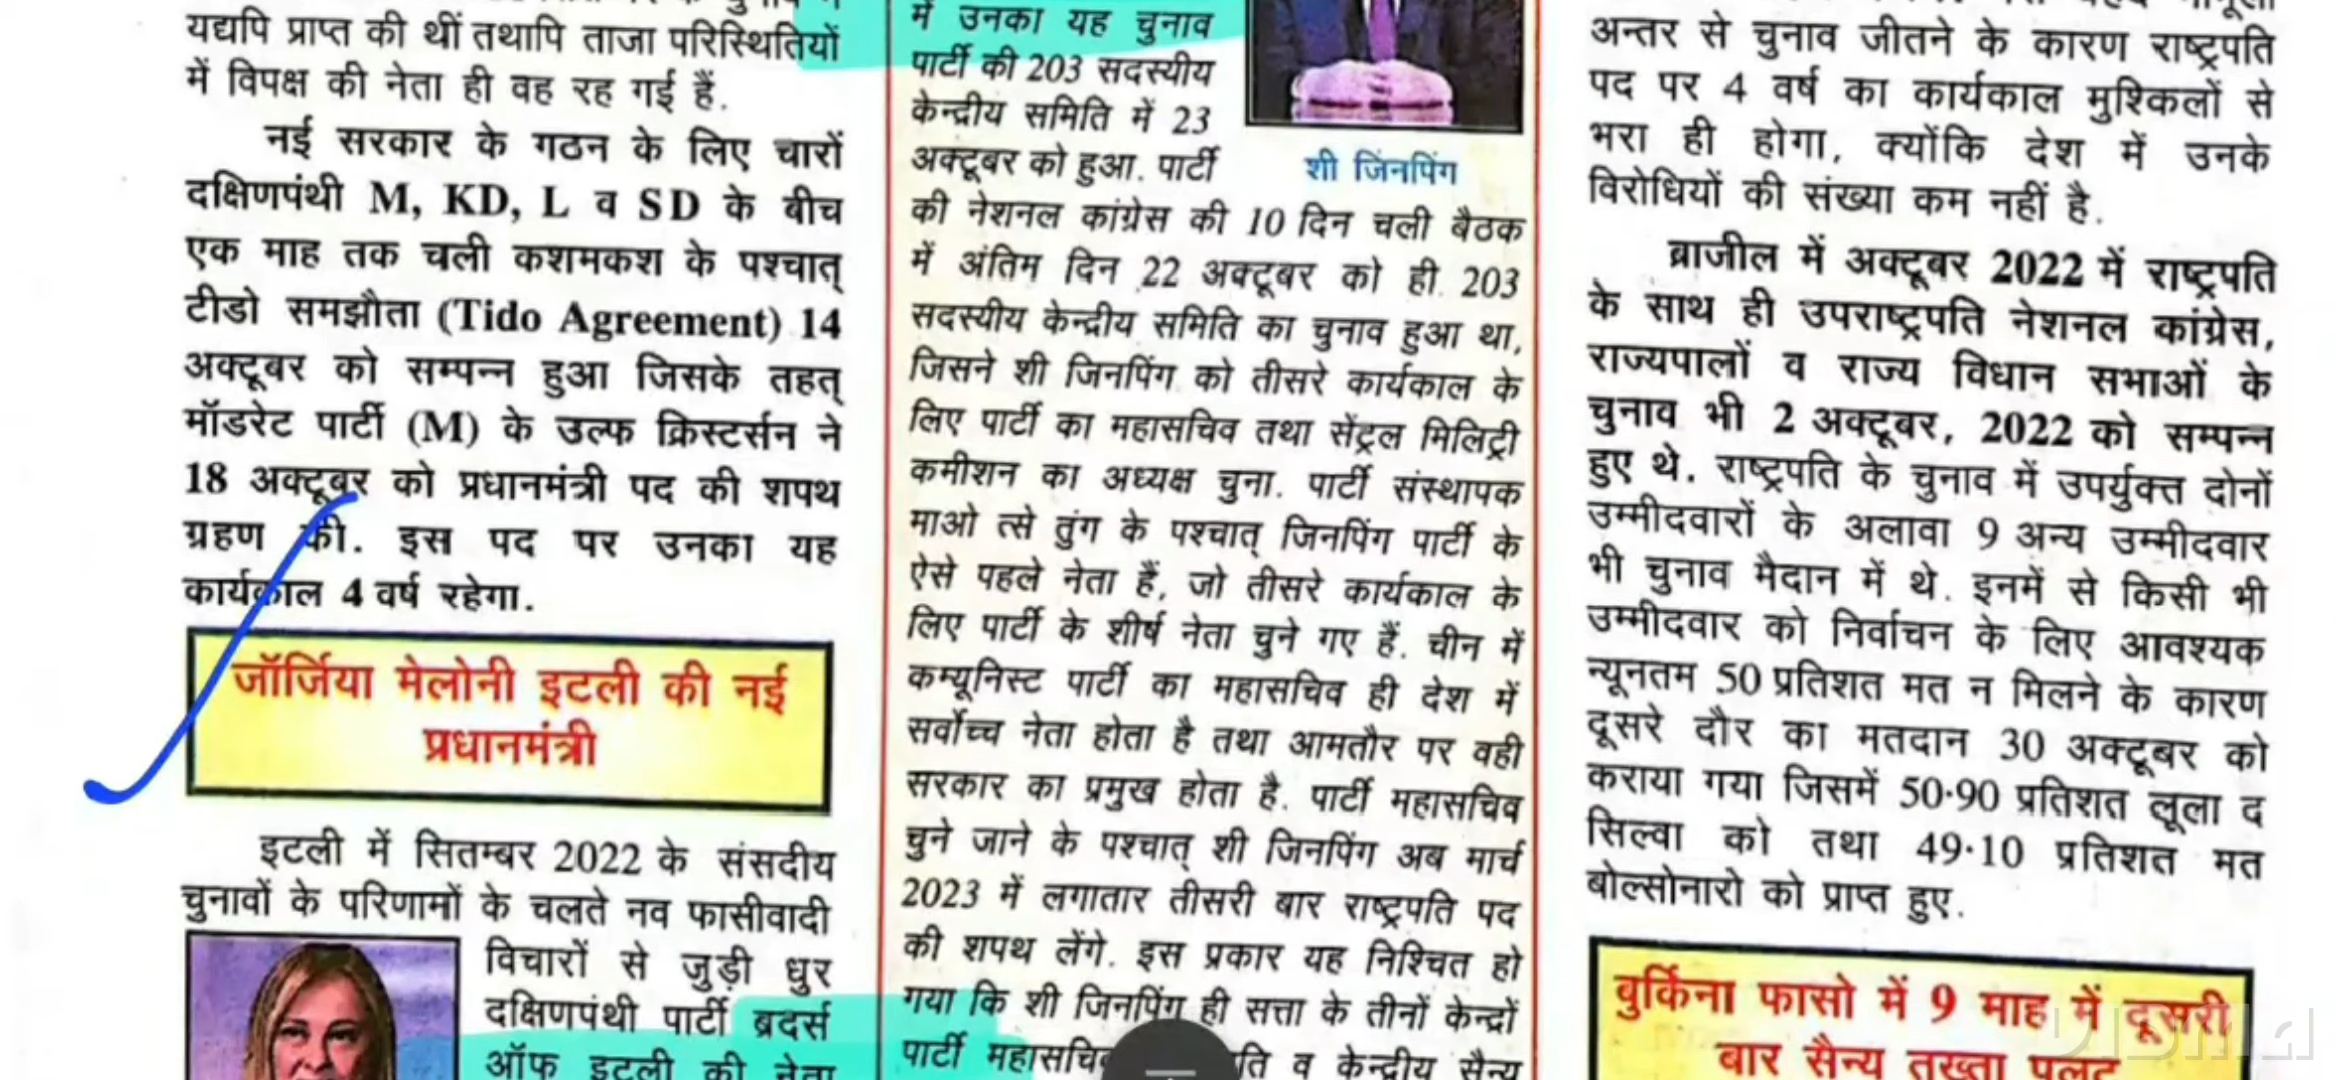 यद्यपि प्राप्त की थीं तथापि ताजा परिस्थितियों
में विपक्ष की नेता ही वह रह गई हैं.
नई सरकार के गठन के लिए चारों
दक्षिणपंथी M, KD, L व SD के बीच
एक माह तक चली कशमकश के पश्चात्
टीडो समझौता (Tido Agreement) 14
अक्टूबर को सम्पन्न हुआ जिसके तहत्
मॉडरेट पार्टी (M) के उल्फ क्रिस्टर्सन ने
18 अक्टूबर को प्रधानमंत्री पद की शपथ
ग्रहण की. इस पद पर उनका यह
कार्यकाल 4 वर्ष रहेगा.
जॉर्जिया मेलोनी इटली की नई
प्रधानमंत्री
इटली में सितम्बर 2022 के संसदीय
चुनावों के परिणामों के चलते नव फासीवादी
विचारों से जुड़ी धुर
दक्षिणपंथी पार्टी ब्रदर्स
ऑफ इटली की नेता
में उनका यह चुनाव
पार्टी की 203 सदस्यीय
केन्द्रीय समिति में 23
अक्टूबर को हुआ. पार्टी
शी जिंनपिंग
की नेशनल कांग्रेस की 10 दिन चली बैठक
में अंतिम दिन 22 अक्टूबर को ही 203
सदस्यीय केन्द्रीय समिति का चुनाव हुआ था,
जिसने शी जिनपिंग को तीसरे कार्यकाल के
लिए पार्टी का महासचिव तथा सेंट्रल मिलिट्री
कमीशन का अध्यक्ष चुना. पार्टी संस्थापक
माओ त्से तुंग के पश्चात् जिनपिंग पार्टी के
ऐसे पहले नेता हैं, जो तीसरे कार्यकाल के
लिए पार्टी के शीर्ष नेता चुने गए हैं. चीन में
कम्यूनिस्ट पार्टी का महासचिव ही देश में
सर्वोच्च नेता होता है तथा आमतौर पर वही
सरकार का प्रमुख होता है. पार्टी महासचिव
चुने जाने के पश्चात् शी जिनपिंग अब मार्च
2023 में लगातार तीसरी बार राष्ट्रपति पद
की शपथ लेंगे. इस प्रकार यह निश्चित हो
गया कि शी जिनपिंग ही सत्ता के तीनों केन्द्रों
पार्टी व केन्द्रीय सैन्य
अन्तर से चुनाव जीतने के कारण राष्ट्रपति
पद पर 4 वर्ष का कार्यकाल मुश्किलों से
भरा ही होगा, क्योंकि देश में उनके
विरोधियों की संख्या कम नहीं है.
ब्राजील में अक्टूबर 2022 में राष्ट्रपति
के साथ ही उपराष्ट्रपति नेशनल कांग्रेस,
राज्यपालों व राज्य विधान सभाओं के
चुनाव भी 2 अक्टूबर, 2022 को सम्पन्न
हुए थे. राष्ट्रपति के चुनाव में उपर्युक्त दोनों
उम्मीदवारों के अलावा 9 अन्य उम्मीदवार
भी चुनाव मैदान में थे. इनमें से किसी भी
उम्मीदवार को निर्वाचन के लिए आवश्यक
न्यूनतम 50 प्रतिशत मत न मिलने के कारण
दूसरे दौर का मतदान 30 अक्टूबर को
कराया गया जिसमें 50·90 प्रतिशत लूला द
सिल्वा को तथा 49·10 प्रतिशत मत
बोल्सोनारो को प्राप्त हुए.
बुर्किना फासो में 9 माह में दूसरी
बार सैन्य तख्ता पलट